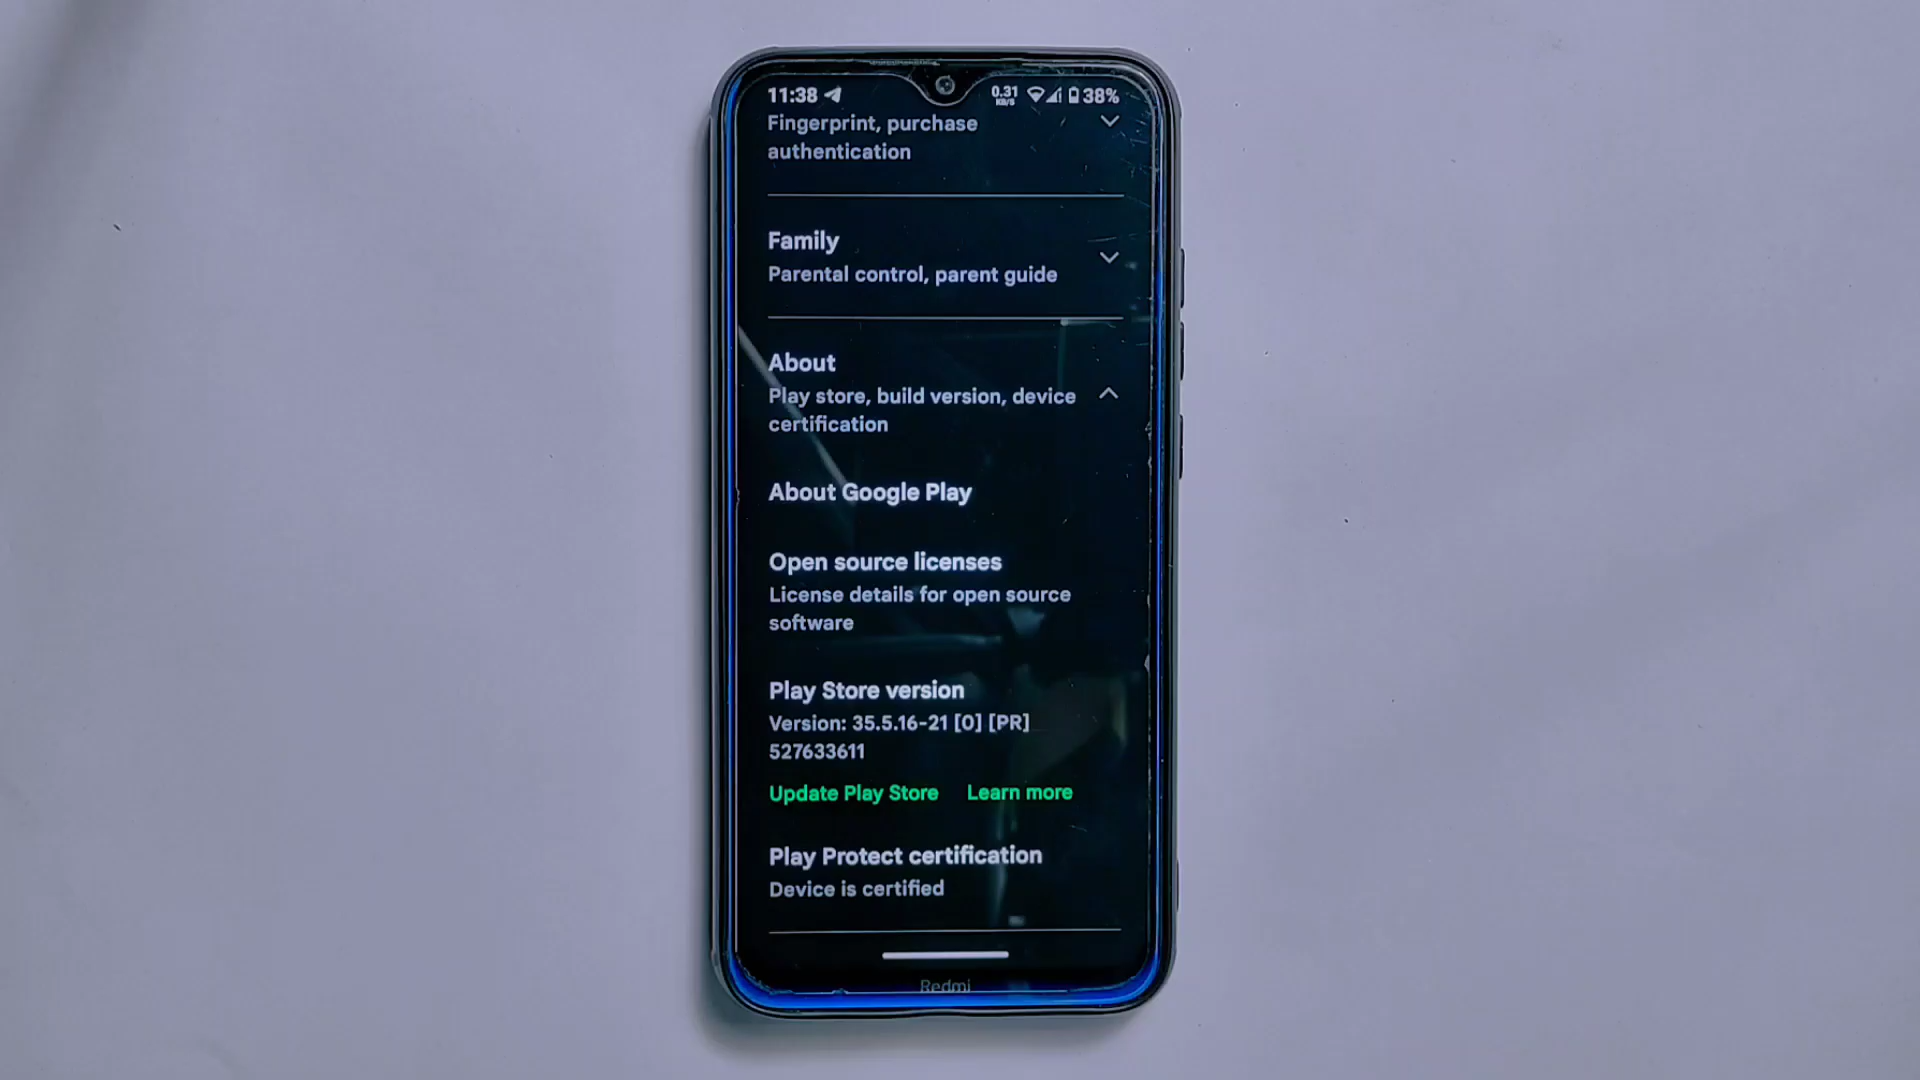 11:38 0.31 KB/S 38%
Fingerprint, purchase
authentication
Family
Parental control, parent guide
About
Play store, build version, device
certification
About Google Play
Open source licenses
License details for open source
software
Play Store version
Version: 35.5.16-21 [0] [PR]
527633611
Update Play Store Learn more
Play Protect certification
Device is certified
Redmi